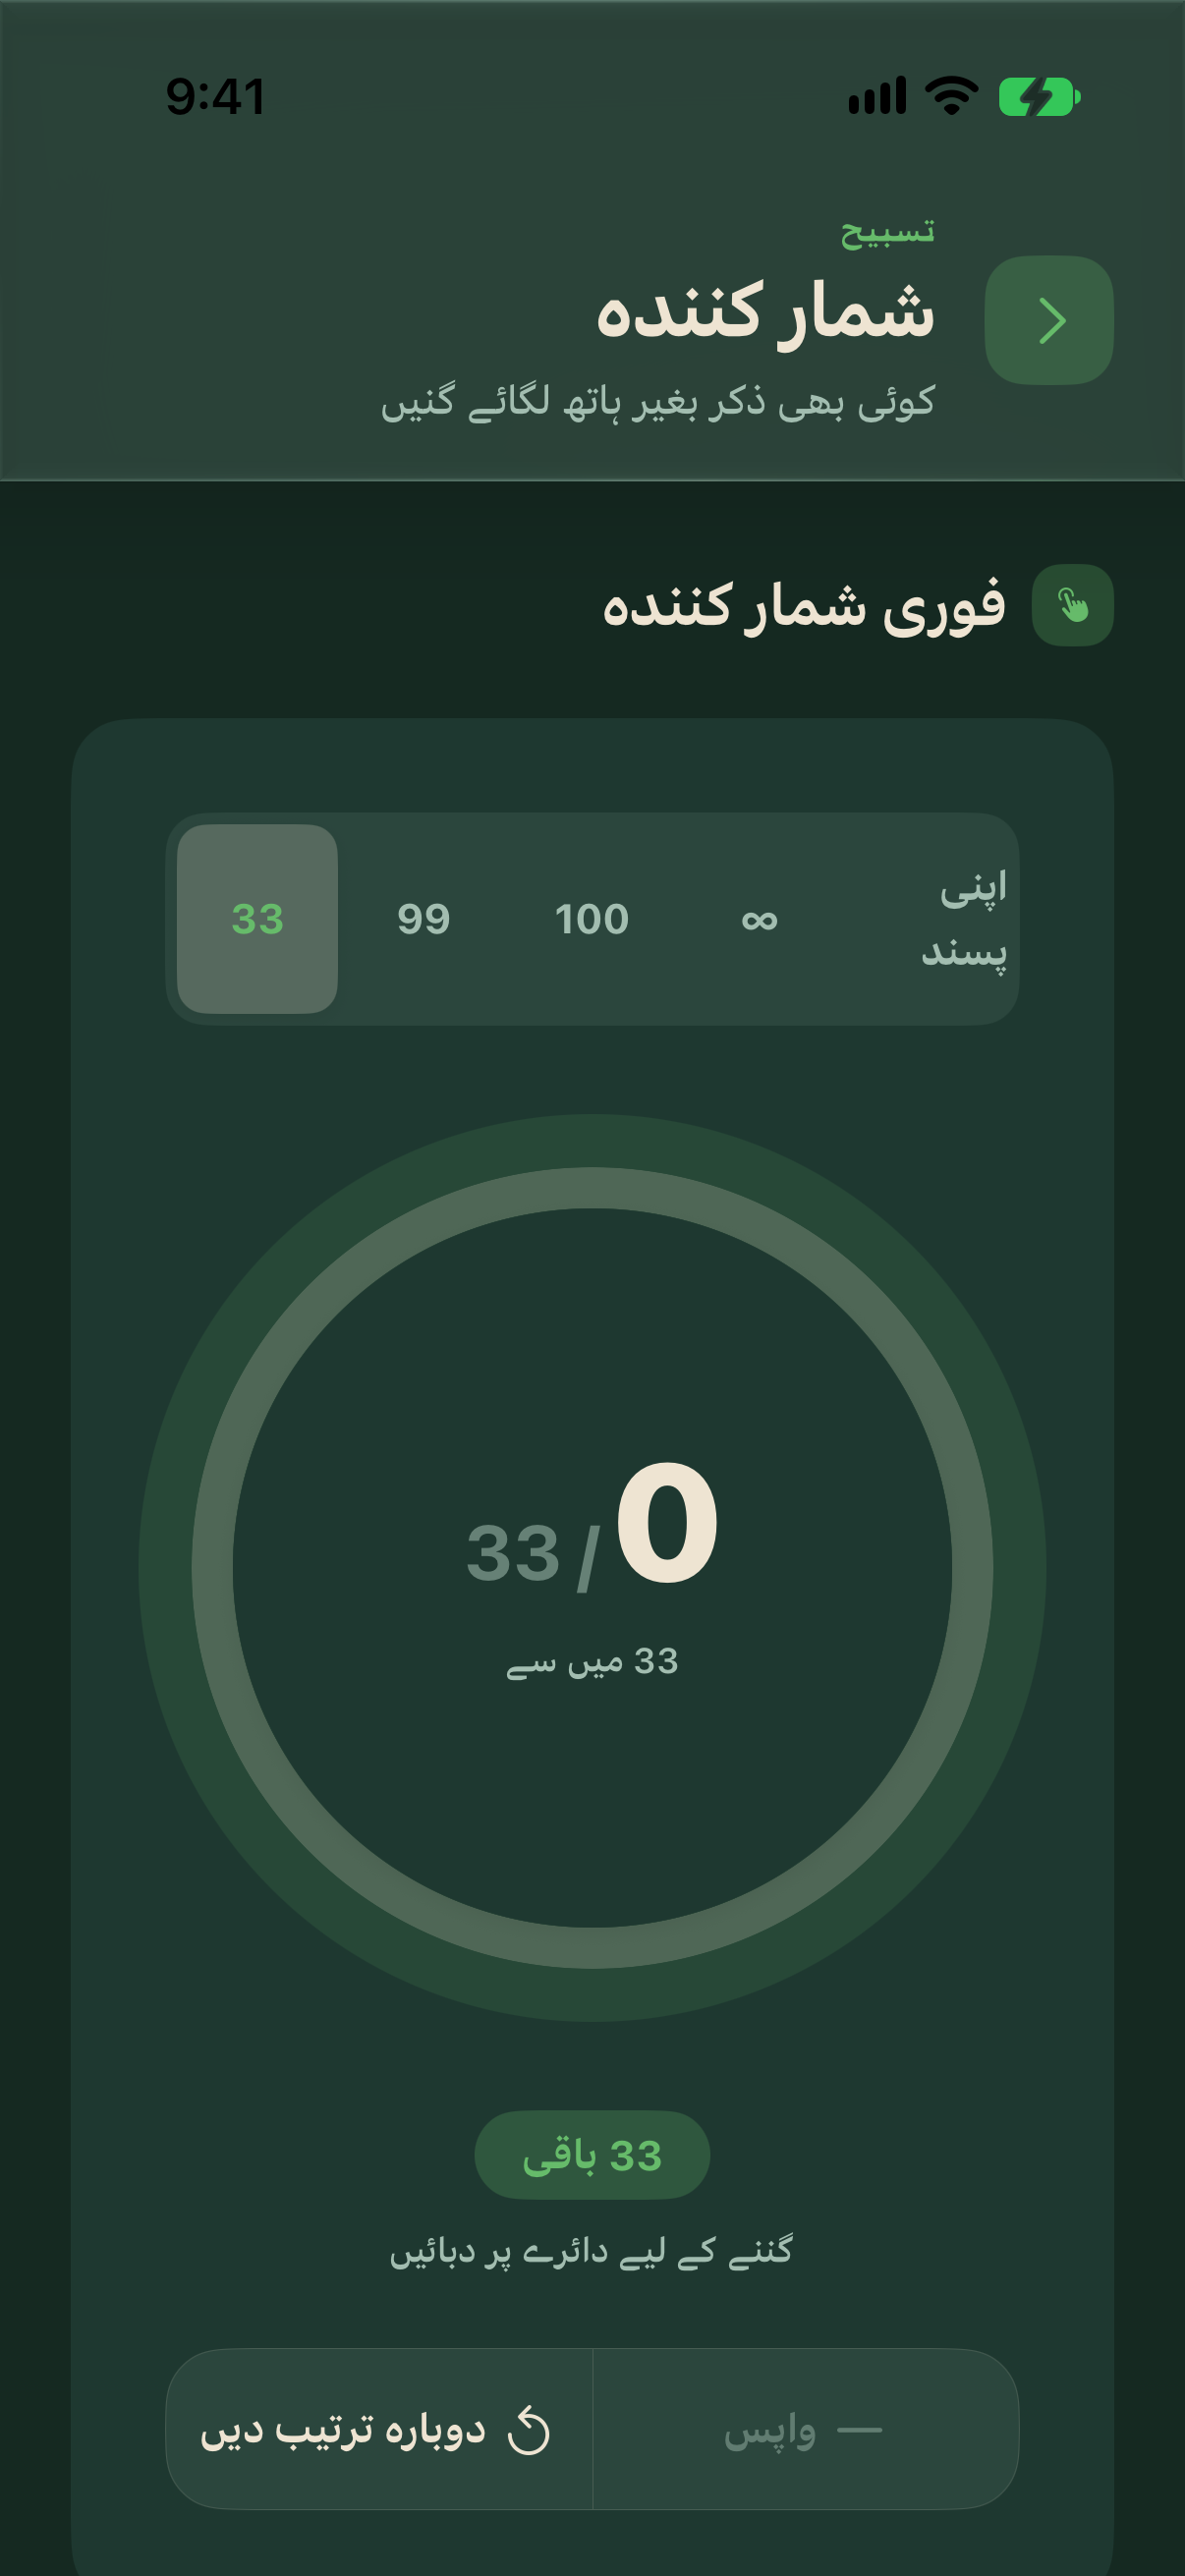 9:41
تسبیح
شمار کنندہ
کوئی بھی ذکر بغیر ہاتھ لگائے گنیں
فوری شمار کنندہ
33 99 100 ∞ اپنی پسند
0 / 33
33 میں سے
33 باقی
گننے کے لیے دائرے پر دبائیں
واپس
دوبارہ ترتیب دیں